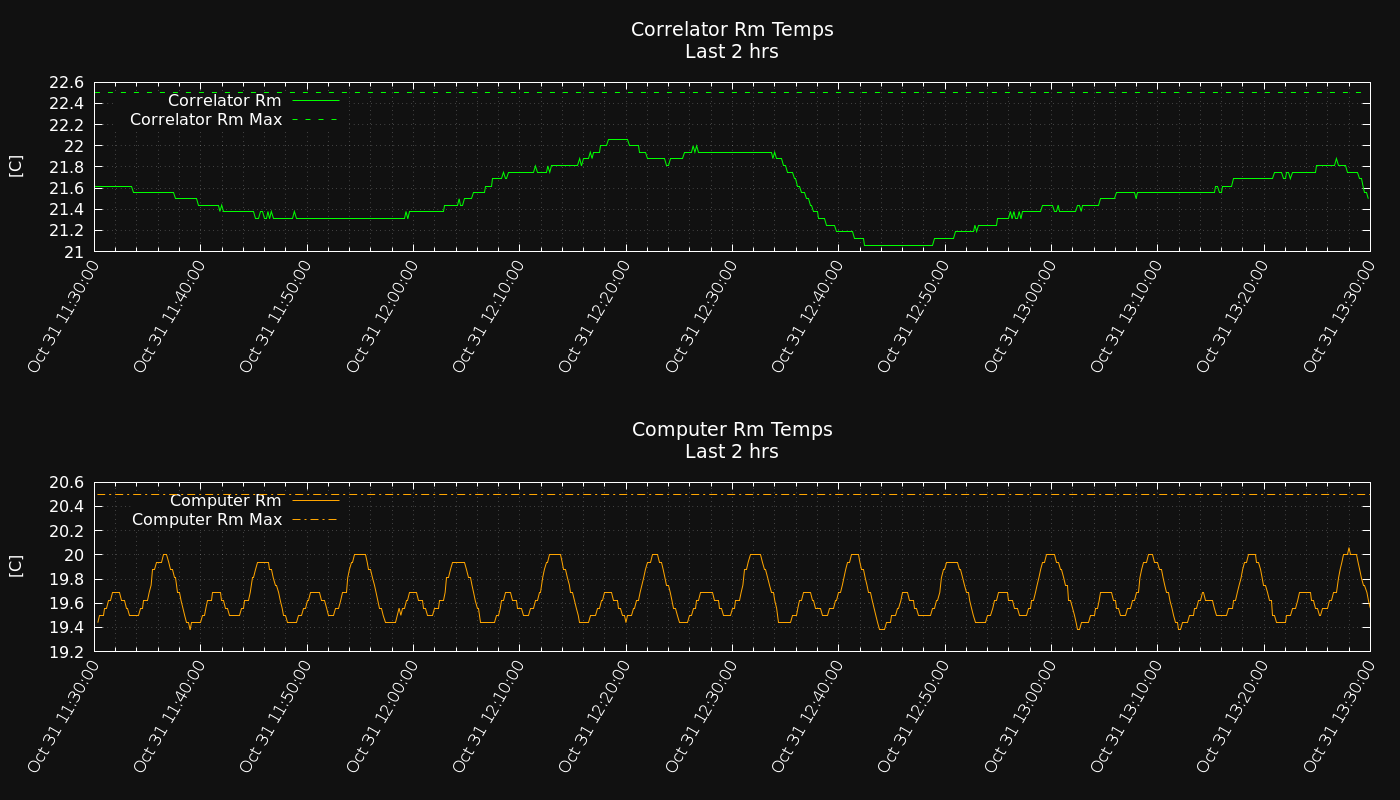 Correlator Rm Temps
Last 2 hrs
22.6
22.4
22.2
22
21.8
21.6
21.4
21.2
21
[C]
Correlator Rm
Correlator Rm Max
Oct 31 11:30:00
Oct 31 11:40:00
Oct 31 11:50:00
Oct 31 12:00:00
Oct 31 12:10:00
Oct 31 12:20:00
Oct 31 12:30:00
Oct 31 12:40:00
Oct 31 12:50:00
Oct 31 13:00:00
Oct 31 13:10:00
Oct 31 13:20:00
Oct 31 13:30:00
Computer Rm Temps
Last 2 hrs
20.6
20.4
20.2
20
19.8
19.6
19.4
19.2
[C]
Computer Rm
Computer Rm Max
Oct 31 11:30:00
Oct 31 11:40:00
Oct 31 11:50:00
Oct 31 12:00:00
Oct 31 12:10:00
Oct 31 12:20:00
Oct 31 12:30:00
Oct 31 12:40:00
Oct 31 12:50:00
Oct 31 13:00:00
Oct 31 13:10:00
Oct 31 13:20:00
Oct 31 13:30:00